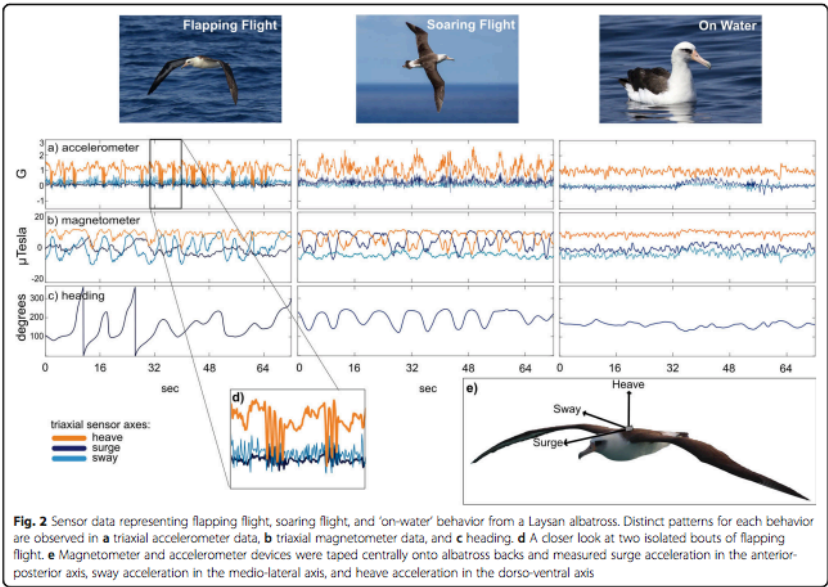 Flapping Flight
Soaring Flight
On Water
a) accelerometer
G
3
2
1
0
-1
b) magnetometer
µTesla
20
0
-20
c) heading
degrees
300
200
100
0 16 32 48 64
0 16 32 48 64
0 16 32 48 64
sec
sec
sec
triaxial sensor axes:
heave
surge
sway
d)
e)
Heave
Sway
Surge
Fig. 2 Sensor data representing flapping flight, soaring flight, and 'on-water' behavior from a Laysan albatross. Distinct patterns for each behavior
are observed in a triaxial accelerometer data, b triaxial magnetometer data, and c heading. d A closer look at two isolated bouts of flapping
flight. e Magnetometer and accelerometer devices were taped centrally onto albatross backs and measured surge acceleration in the anterior-
posterior axis, sway acceleration in the medio-lateral axis, and heave acceleration in the dorso-ventral axis